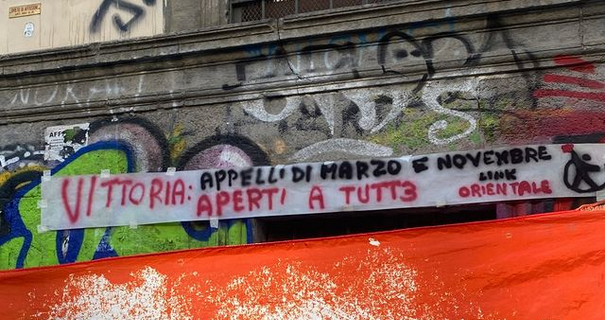 VITTORIA: APPELLI DI MARZO E NOVEMBRE
APERTI A TUTT3
LINK
ORIENTALE